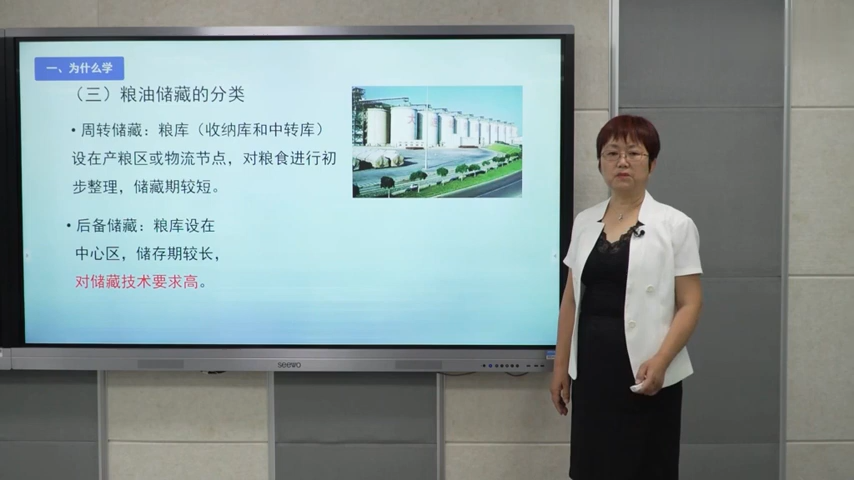 一、为什么学
（三）粮油储藏的分类
• 周转储藏：粮库（收纳库和中转库）
设在产粮区或物流节点，对粮食进行初
步整理，储藏期较短。
• 后备储藏：粮库设在
中心区，储存期较长，
对储藏技术要求高。
seewo